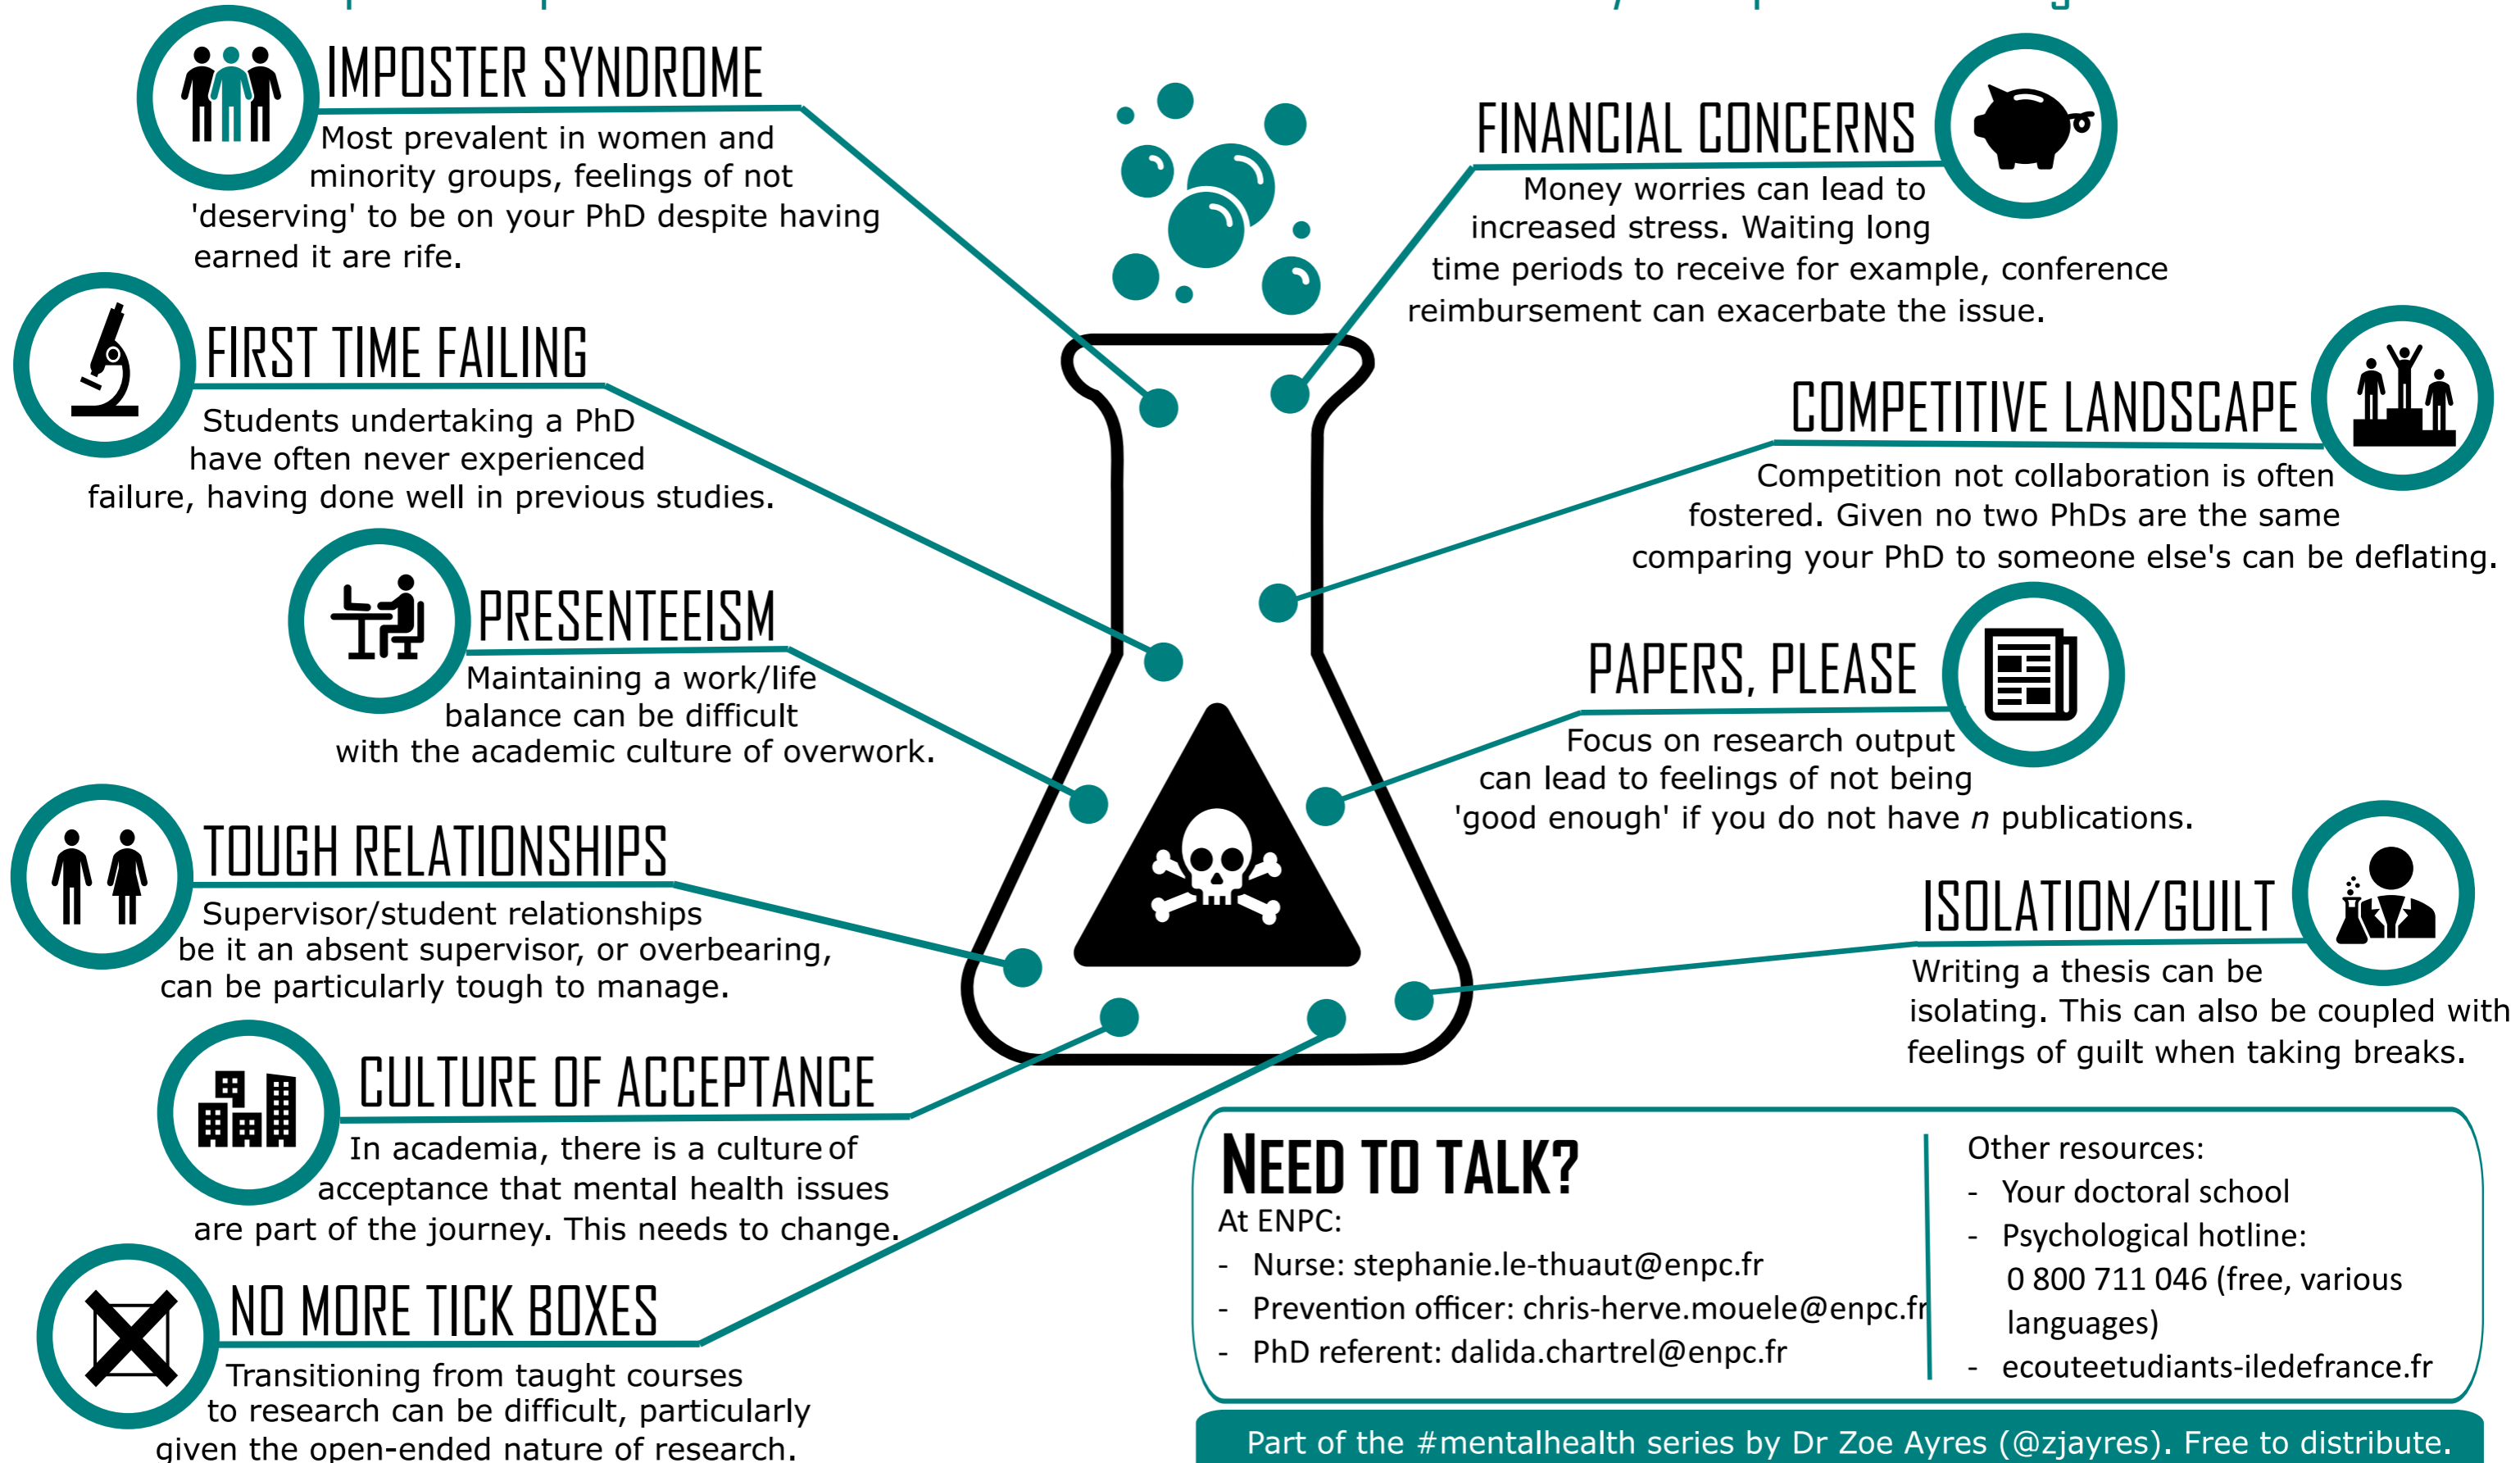 IMPOSTER SYNDROME
Most prevalent in women and
minority groups, feelings of not
'deserving' to be on your PhD despite having
earned it are rife.
FIRST TIME FAILING
Students undertaking a PhD
have often never experienced
failure, having done well in previous studies.
PRESENTEEISM
Maintaining a work/life
balance can be difficult
with the academic culture of overwork.
TOUGH RELATIONSHIPS
Supervisor/student relationships
be it an absent supervisor, or overbearing,
can be particularly tough to manage.
CULTURE OF ACCEPTANCE
In academia, there is a culture of
acceptance that mental health issues
are part of the journey. This needs to change.
NO MORE TICK BOXES
Transitioning from taught courses
to research can be difficult, particularly
given the open-ended nature of research.
FINANCIAL CONCERNS
Money worries can lead to
increased stress. Waiting long
time periods to receive for example, conference
reimbursement can exacerbate the issue.
COMPETITIVE LANDSCAPE
Competition not collaboration is often
fostered. Given no two PhDs are the same
comparing your PhD to someone else's can be deflating.
PAPERS, PLEASE
Focus on research output
can lead to feelings of not being
'good enough' if you do not have n publications.
ISOLATION/GUILT
Writing a thesis can be
isolating. This can also be coupled with
feelings of guilt when taking breaks.
NEED TO TALK?
At ENPC:
- Nurse: stephanie.le-thuaut@enpc.fr
- Prevention officer: chris-herve.mouele@enpc.fr
- PhD referent: dalida.chartrel@enpc.fr
Other resources:
- Your doctoral school
- Psychological hotline:
0 800 711 046 (free, various
languages)
- ecouteetudiants-iledefrance.fr
Part of the #mentalhealth series by Dr Zoe Ayres (@zjayres). Free to distribute.